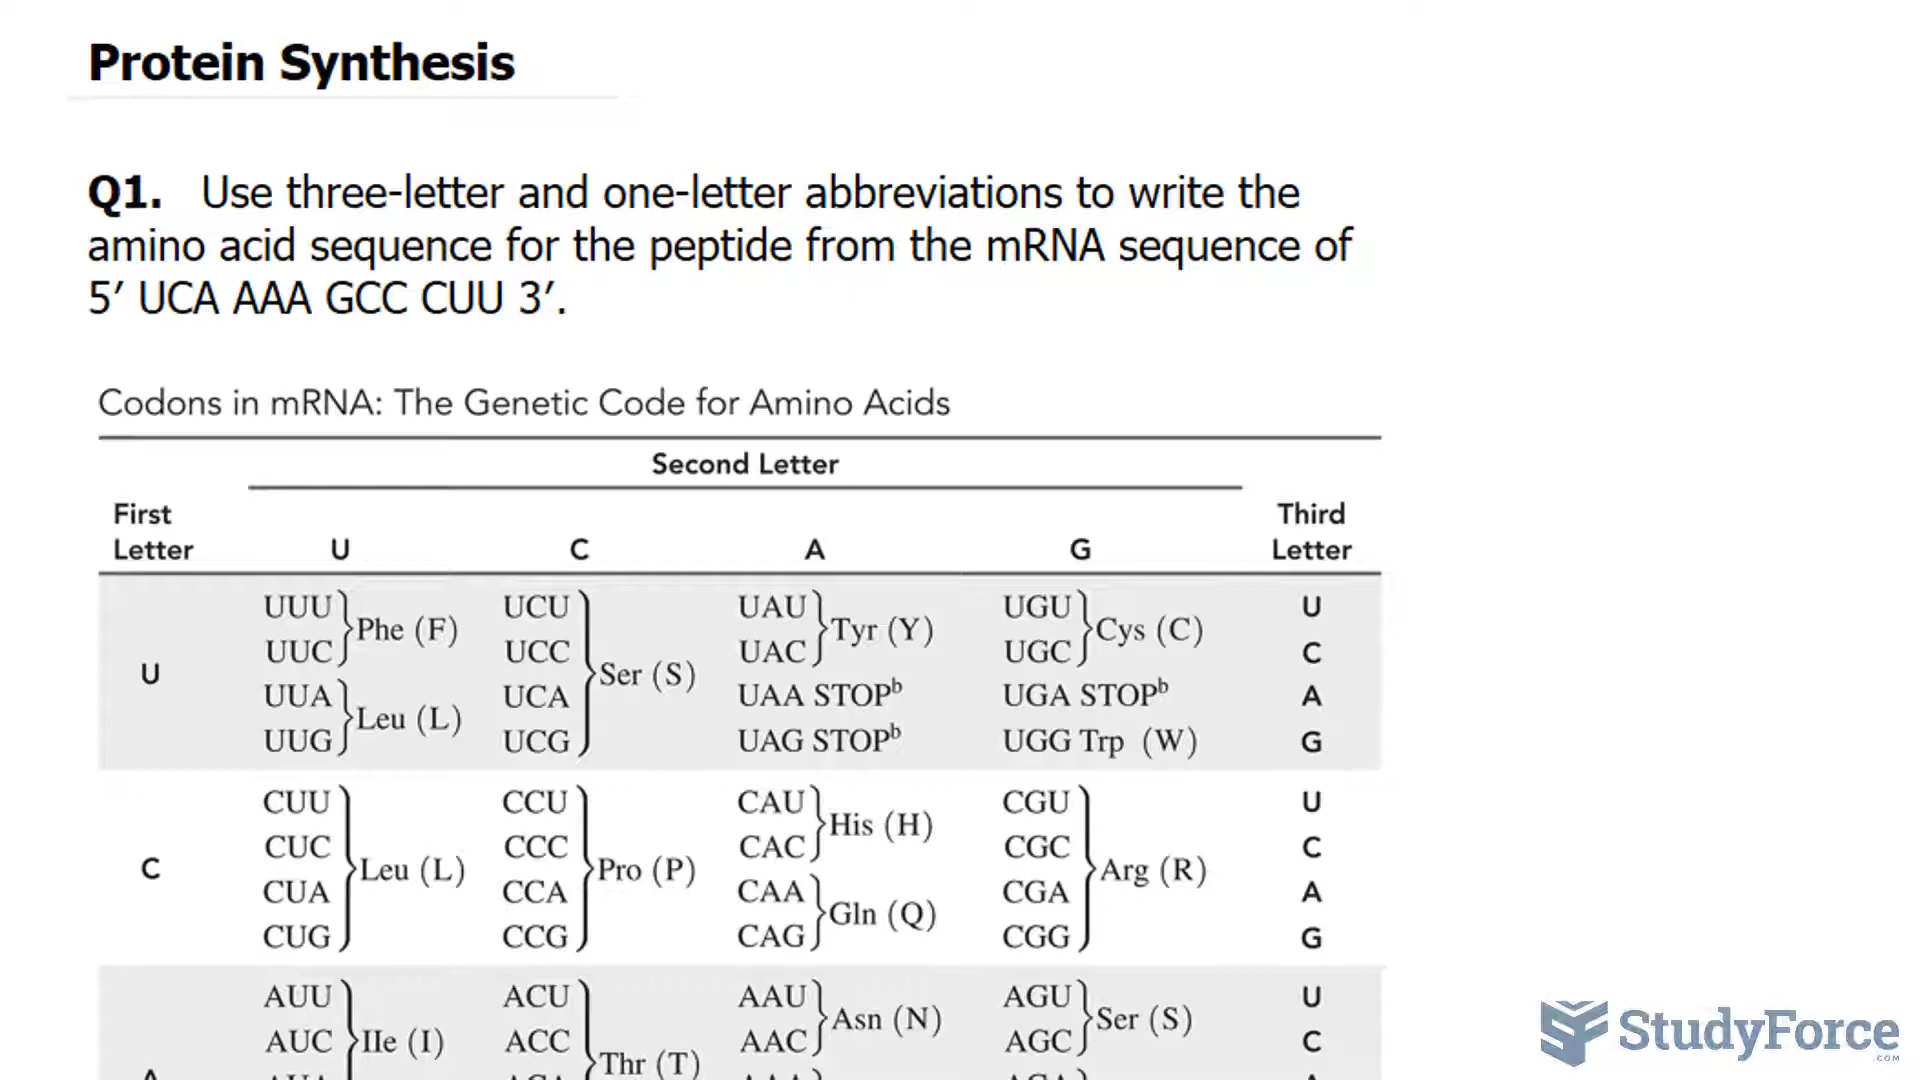 Protein Synthesis
Q1. Use three-letter and one-letter abbreviations to write the
amino acid sequence for the peptide from the mRNA sequence of
5′ UCA AAA GCC CUU 3′.
Codons in mRNA: The Genetic Code for Amino Acids
Second Letter
First Third
Letter U C A G Letter
UUU UCU UAU UGU U
Phe (F) Tyr (Y) Cys (C)
UUC UCC UAC UGC C
U Ser (S)
UUA UCA UAA STOPᵇ UGA STOPᵇ A
Leu (L)
UUG UCG UAG STOPᵇ UGG Trp (W) G
CUU CCU CAU CGU U
His (H)
CUC CCC CAC CGC C
C Leu (L) Pro (P) Arg (R)
CUA CCA CAA CGA A
Gln (Q)
CUG CCG CAG CGG G
AUU ACU AAU AGU U
Asn (N) Ser (S)
AUC IIe (I) ACC AAC AGC C
Thr (T)
StudyForce
.COM